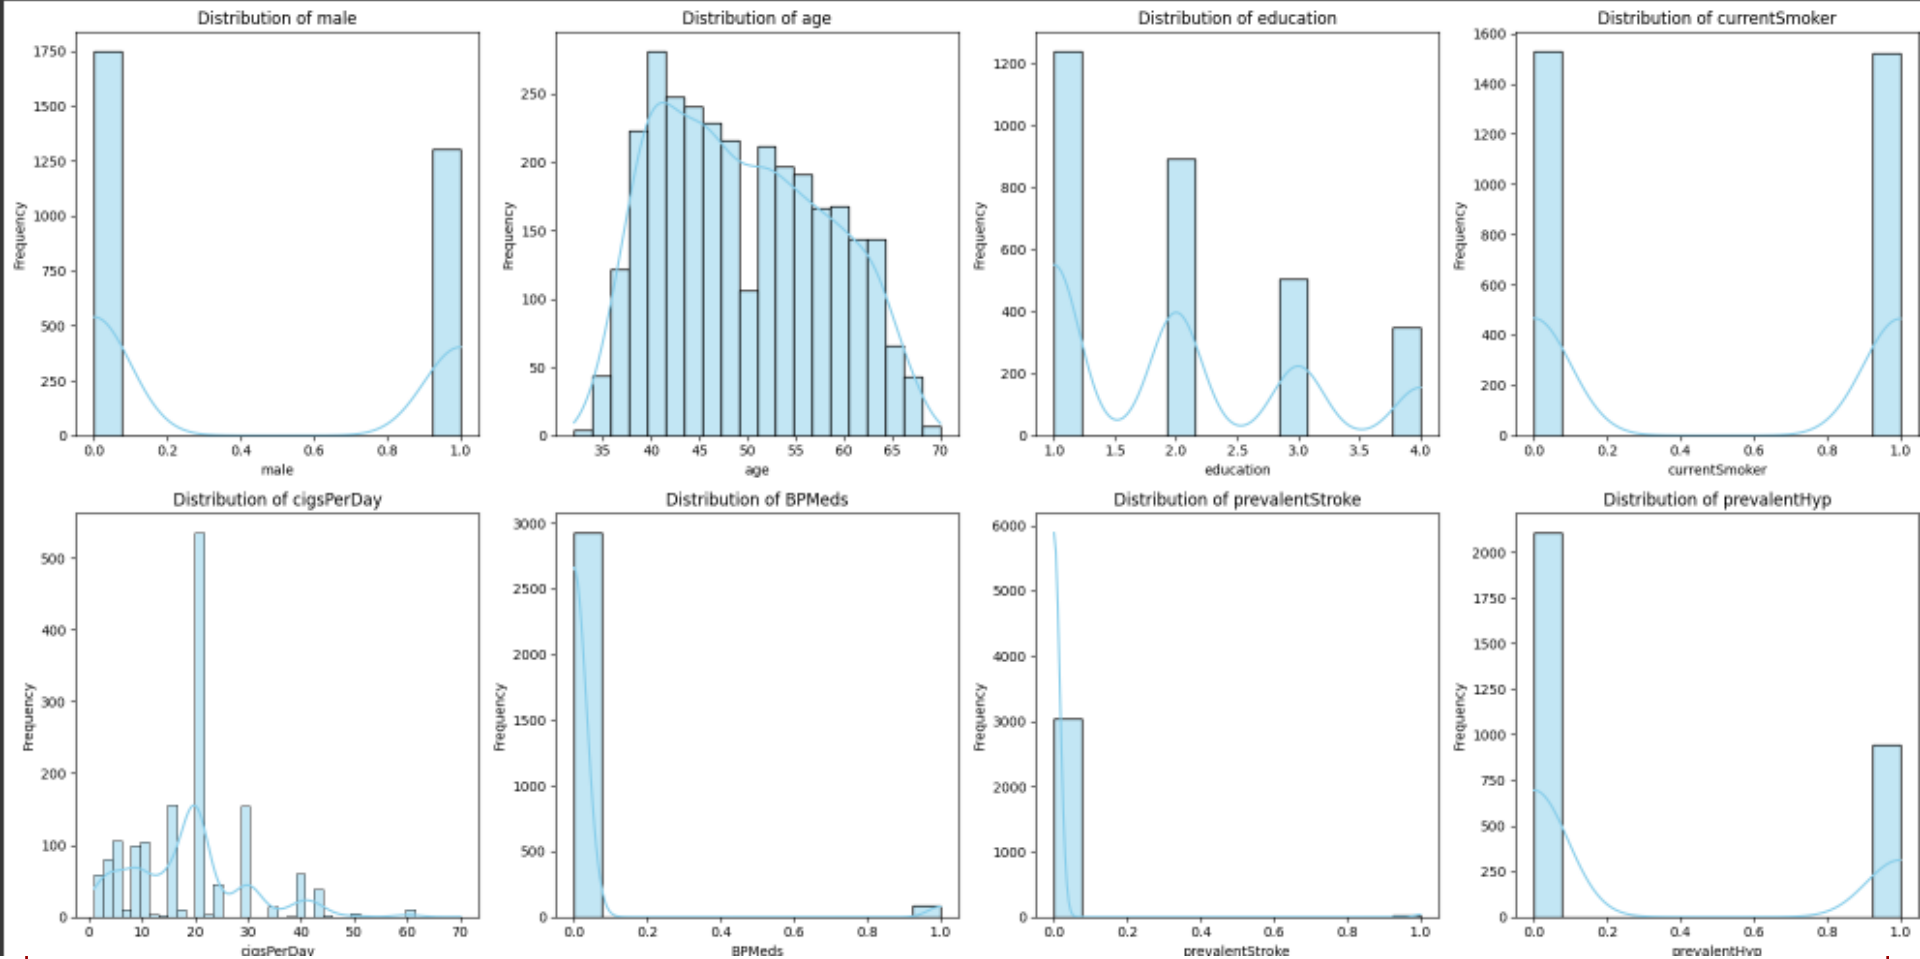 Distribution of male
Distribution of age
Distribution of education
Distribution of currentSmoker
Frequency
1750
1500
1250
1000
750
500
250
0
0.0 0.2 0.4 0.6 0.8 1.0
male
Frequency
250
200
150
100
50
0
35 40 45 50 55 60 65 70
age
Frequency
1200
1000
800
600
400
200
0
1.0 1.5 2.0 2.5 3.0 3.5 4.0
education
Frequency
1600
1400
1200
1000
800
600
400
200
0
0.0 0.2 0.4 0.6 0.8 1.0
currentSmoker
Distribution of cigsPerDay
Distribution of BPMeds
Distribution of prevalentStroke
Distribution of prevalentHyp
Frequency
500
400
300
200
100
0
0 10 20 30 40 50 60 70
cigsPerDay
Frequency
3000
2500
2000
1500
1000
500
0
0.0 0.2 0.4 0.6 0.8 1.0
BPMeds
Frequency
6000
5000
4000
3000
2000
1000
0
0.0 0.2 0.4 0.6 0.8 1.0
prevalentStroke
Frequency
2000
1750
1500
1250
1000
750
500
250
0
0.0 0.2 0.4 0.6 0.8 1.0
prevalentHyp